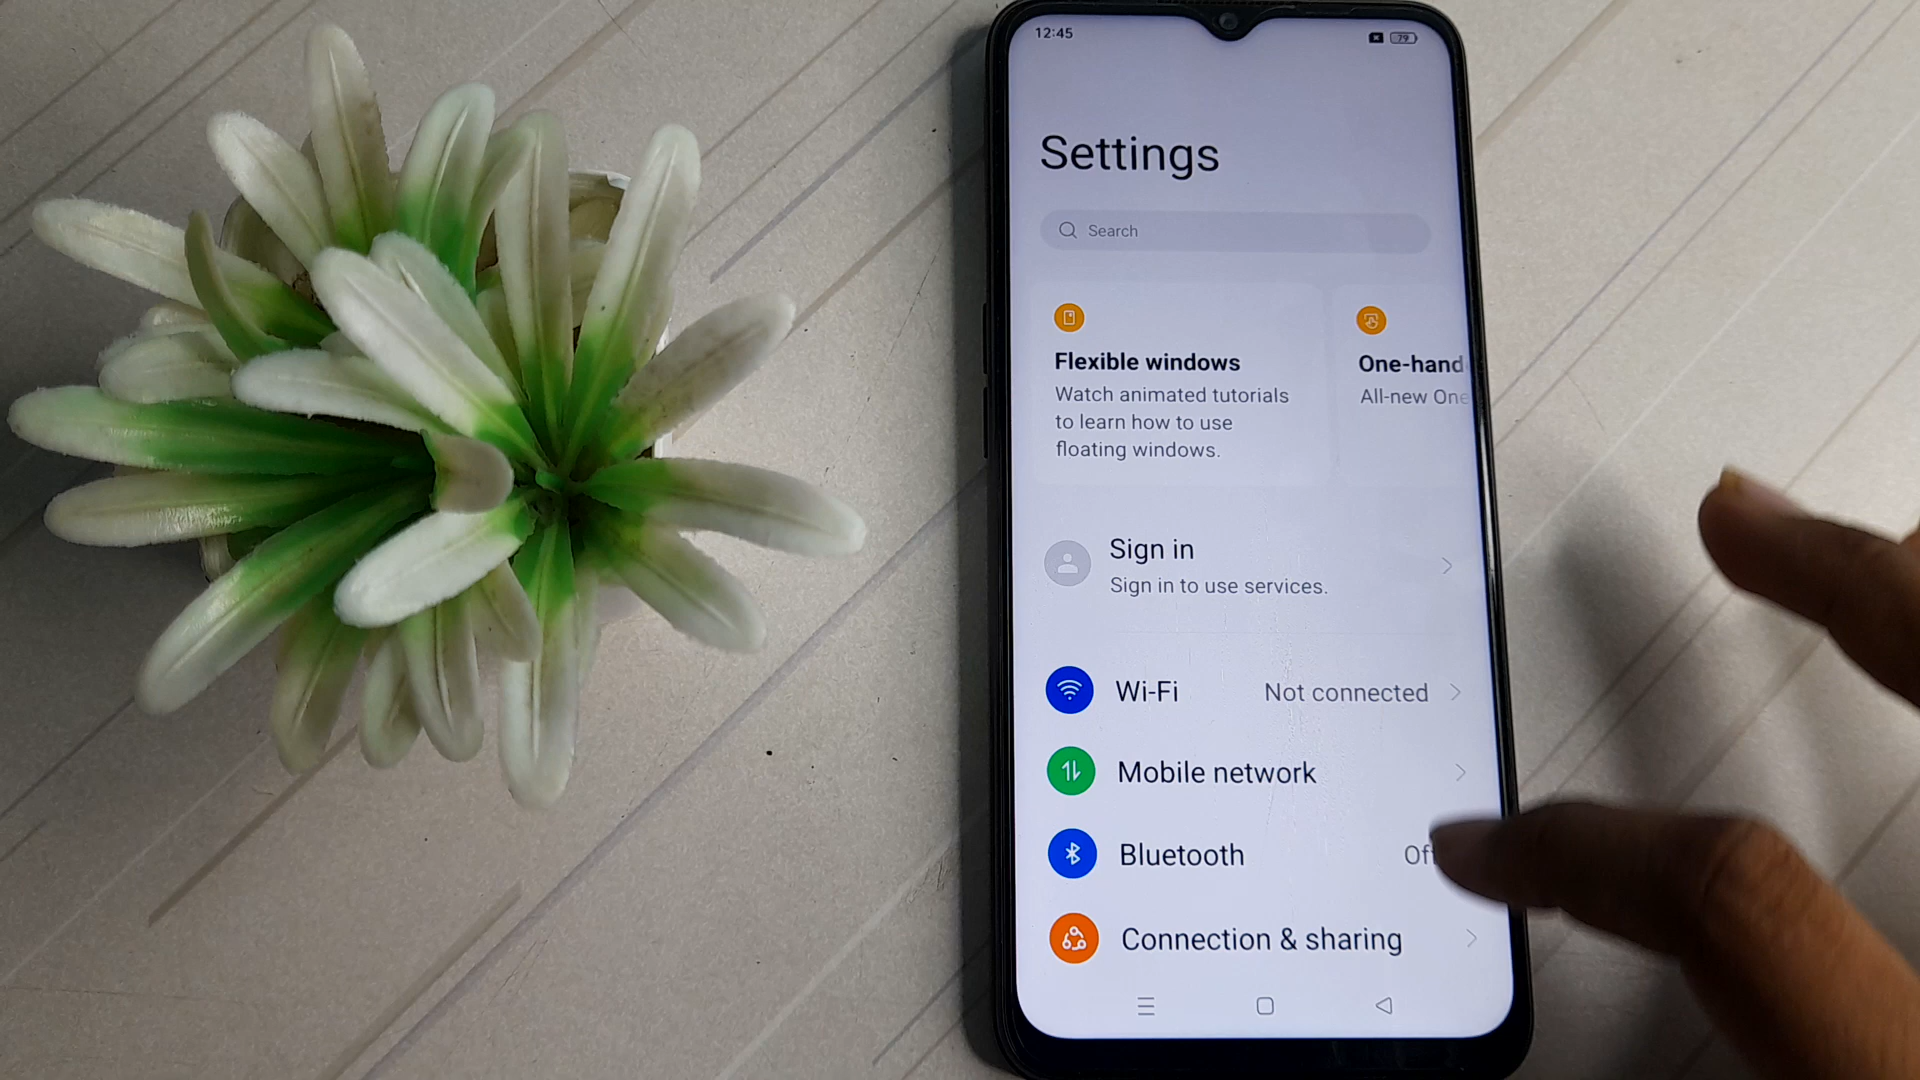 12:45
79
Settings
Search
Flexible windows
Watch animated tutorials
to learn how to use
floating windows.
One-hand
All-new One
Sign in
Sign in to use services.
Wi-Fi Not connected
Mobile network
Bluetooth
Connection & sharing